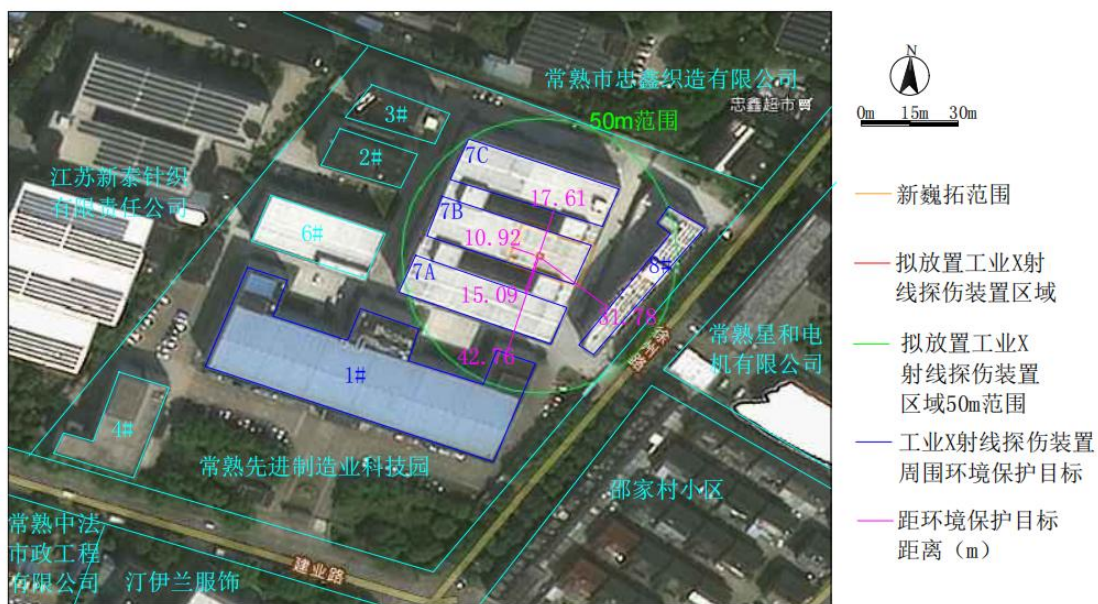 常熟市忠鑫织造有限公司
忠鑫超市
50m范围
3#
2#
7C
江苏新泰针织
有限责任公司
17.61
7B
6#
10.92
7A
8#
15.09
31.78
42.76
常熟星和电
机有限公司
1#
4#
常熟先进制造业科技园
邵家村小区
常熟中法
市政工程
有限公司
汀伊兰服饰
建业路
N
0m 15m 30m
新巍拓范围
拟放置工业X射
线探伤装置区域
拟放置工业X
射线探伤装置
区域50m范围
工业X射线探伤装置
周围环境保护目标
距环境保护目标
距离（m）